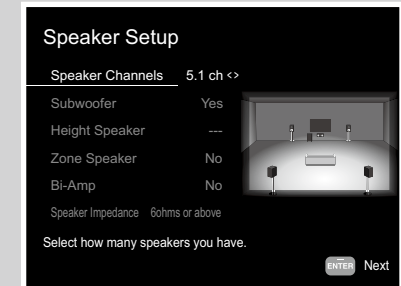 Speaker Setup
Speaker Channels 5.1 ch <>
Subwoofer Yes
Height Speaker ---
Zone Speaker No
Bi-Amp No
Speaker Impedance 6ohms or above
Select how many speakers you have.
ENTER Next